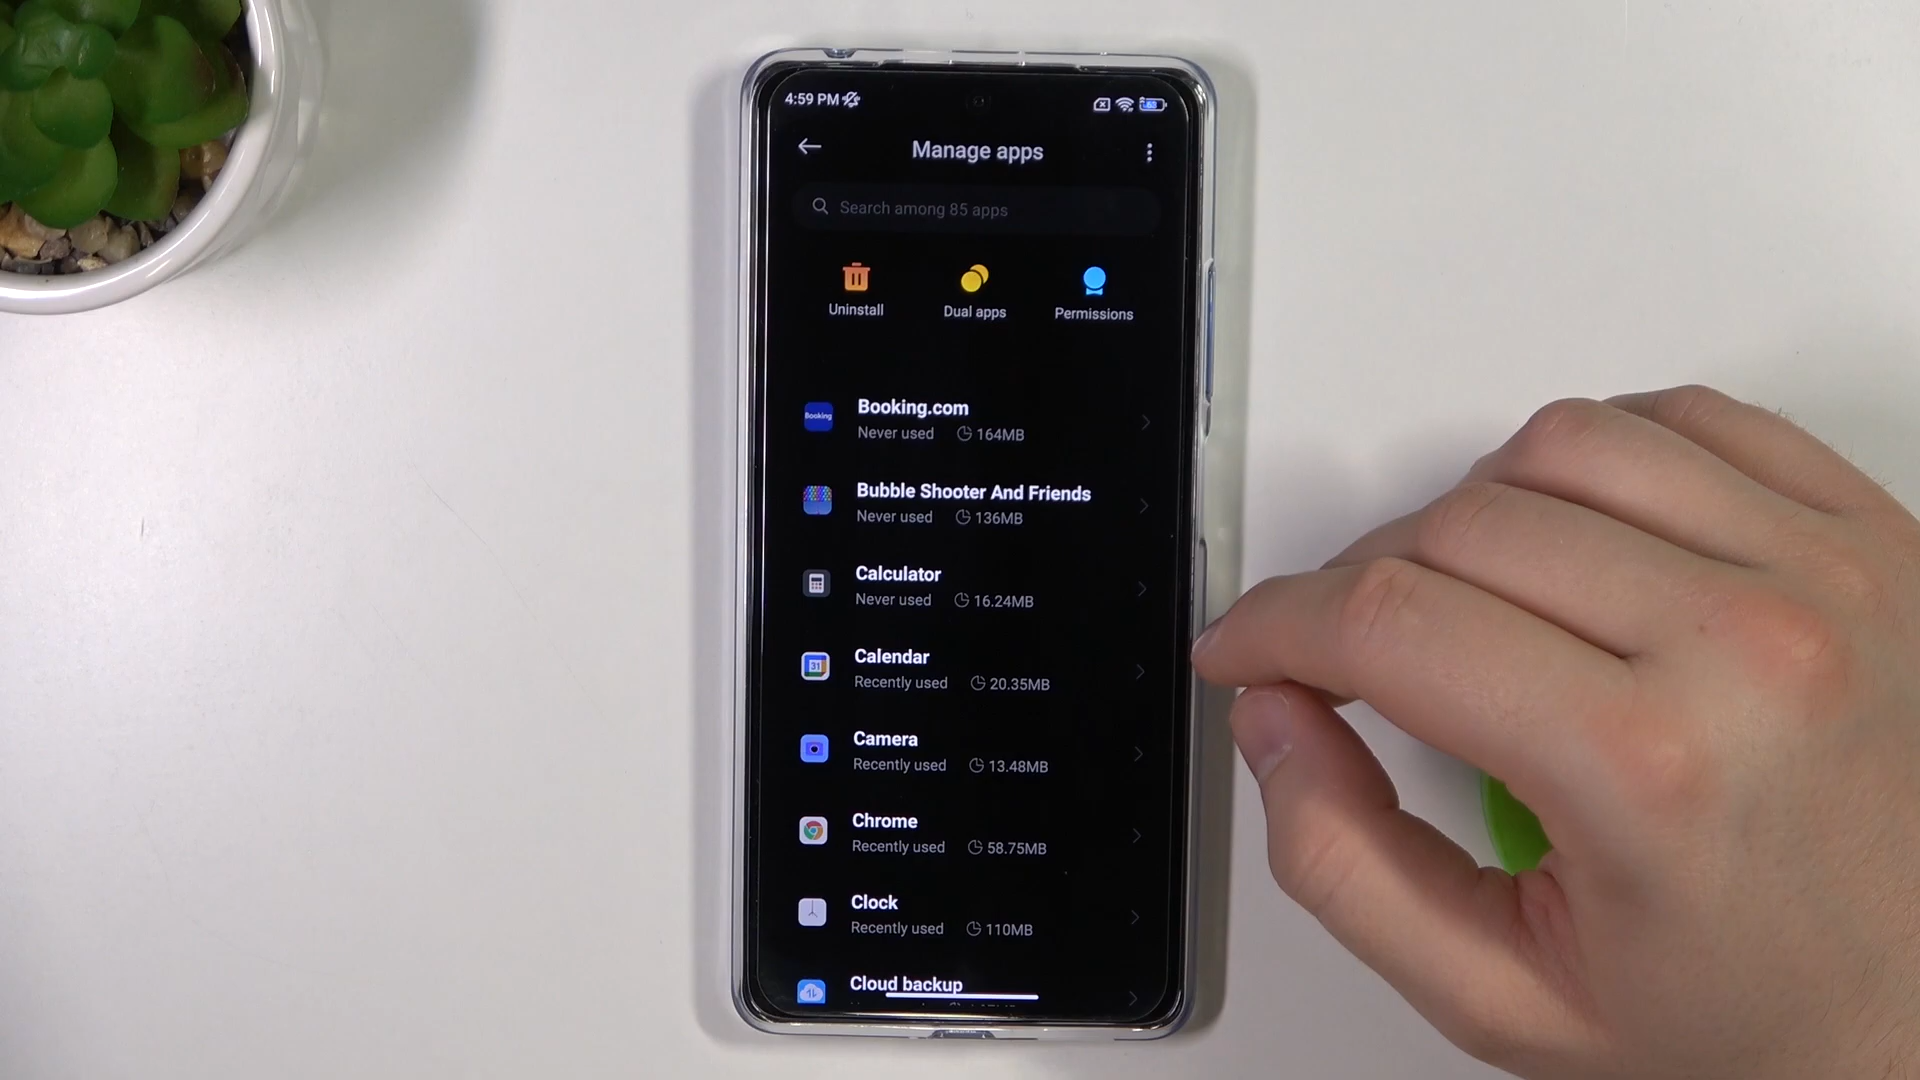 4:59 PM
Manage apps
Search among 85 apps
Uninstall Dual apps Permissions
Booking
Booking.com
Never used 164MB
Bubble Shooter And Friends
Never used 136MB
Calculator
Never used 16.24MB
31
Calendar
Recently used 20.35MB
Camera
Recently used 13.48MB
Chrome
Recently used 58.75MB
Clock
Recently used 110MB
Cloud backup